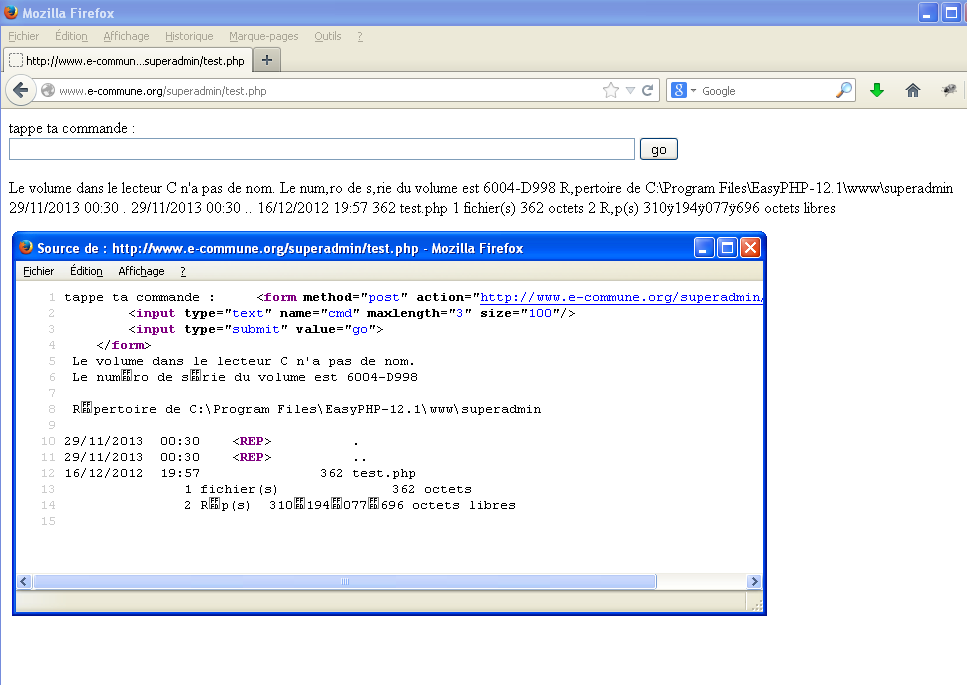 Mozilla Firefox
Fichier Édition Affichage Historique Marque-pages Outils ?
http://www.e-commun...superadmin/test.php +
www.e-commune.org/superadmin/test.php 8 Google
tappe ta commande :
go
Le volume dans le lecteur C n'a pas de nom. Le num‚ro de s‚rie du volume est 6004-D998 R‚pertoire de C:\Program Files\EasyPHP-12.1\www\superadmin
29/11/2013 00:30 . 29/11/2013 00:30 .. 16/12/2012 19:57 362 test.php 1 fichier(s) 362 octets 2 R‚p(s) 310ÿ194ÿ077ÿ696 octets libres
Source de : http://www.e-commune.org/superadmin/test.php - Mozilla Firefox
Fichier Édition Affichage ?
1 tappe ta commande : <form method="post" action="http://www.e-commune.org/superadmin/
2 <input type="text" name="cmd" maxlength="3" size="100"/>
3 <input type="submit" value="go">
4 </form>
5 Le volume dans le lecteur C n'a pas de nom.
6 Le num�ro de s�rie du volume est 6004-D998
7
8 R�pertoire de C:\Program Files\EasyPHP-12.1\www\superadmin
9
10 29/11/2013 00:30 <REP> .
11 29/11/2013 00:30 <REP> ..
12 16/12/2012 19:57 362 test.php
13 1 fichier(s) 362 octets
14 2 R�p(s) 310�194�077�696 octets libres
15